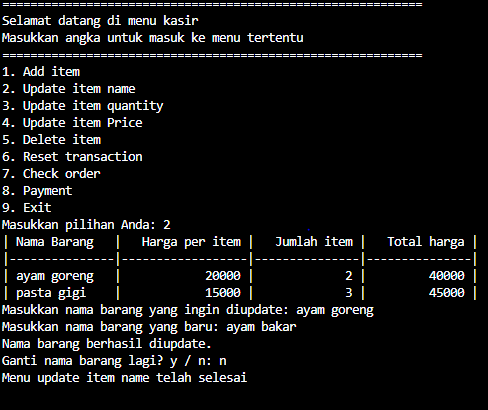 ============================================================
Selamat datang di menu kasir
Masukkan angka untuk masuk ke menu tertentu
============================================================
1. Add item
2. Update item name
3. Update item quantity
4. Update item Price
5. Delete item
6. Reset transaction
7. Check order
8. Payment
9. Exit
Masukkan pilihan Anda: 2
| Nama Barang   |   Harga per item |   Jumlah item |   Total harga |
|---------------|------------------|---------------|---------------|
| ayam goreng   |            20000 |             2 |         40000 |
| pasta gigi    |            15000 |             3 |         45000 |
Masukkan nama barang yang ingin diupdate: ayam goreng
Masukkan nama barang yang baru: ayam bakar
Nama barang berhasil diupdate.
Ganti nama barang lagi? y / n: n
Menu update item name telah selesai